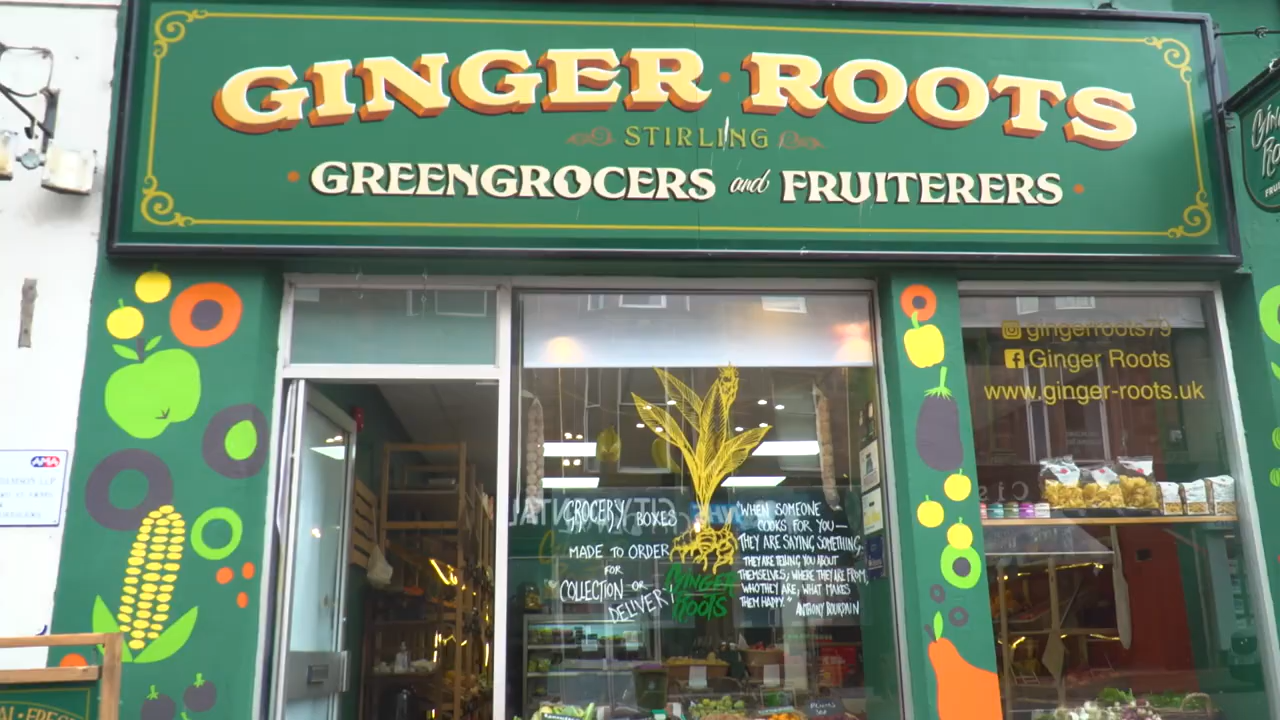 GINGER · ROOTS
STIRLING
· GREENGROCERS and FRUITERERS ·
gingerroots79
Ginger Roots
www.ginger-roots.uk
GROCERY BOXES
MADE TO ORDER
FOR
COLLECTION OR
DELIVERY
GINGER
ROOTS
"WHEN SOMEONE
COOKS FOR YOU —
THEY ARE SAYING SOMETHING.
THEY ARE TELLING YOU ABOUT
THEMSELVES; WHERE THEY ARE FROM,
WHO THEY ARE, WHAT MAKES
THEM HAPPY."
ANTHONY BOURDAIN